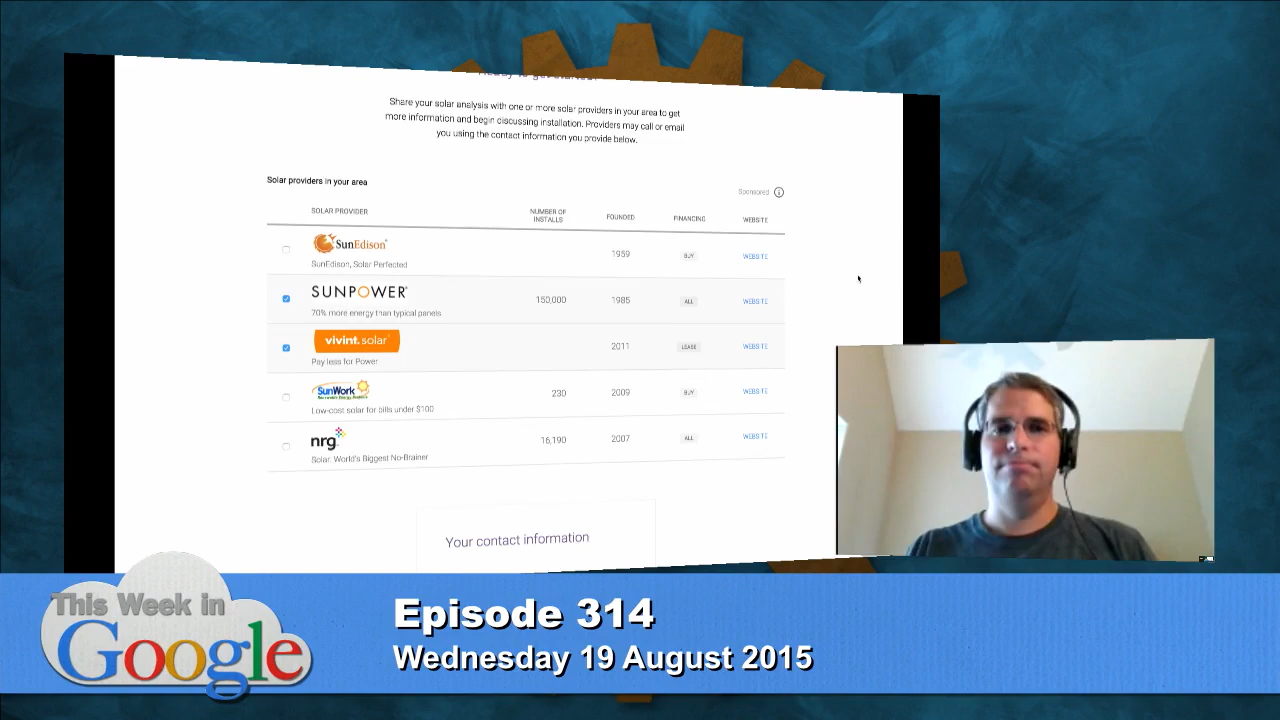 Ready to get started?
Share your solar analysis with one or more solar providers in your area to get
more information and begin discussing installation. Providers may call or email
you using the contact information you provide below.
Solar providers in your area
Sponsored
SOLAR PROVIDER
NUMBER OF
INSTALLS
FOUNDED
FINANCING
WEBSITE
SunEdison
SunEdison, Solar Perfected
1959
BUY
WEBSITE
SUNPOWER®
70% more energy than typical panels
150,000
1985
ALL
WEBSITE
vivint.solar
Pay less for Power
2011
LEASE
WEBSITE
SunWork
Low-cost solar for bills under $100
230
2009
BUY
WEBSITE
nrg
Solar. World's Biggest No-Brainer
16,190
2007
ALL
WEBSITE
Your contact information
This Week in
Google
Episode 314
Wednesday 19 August 2015